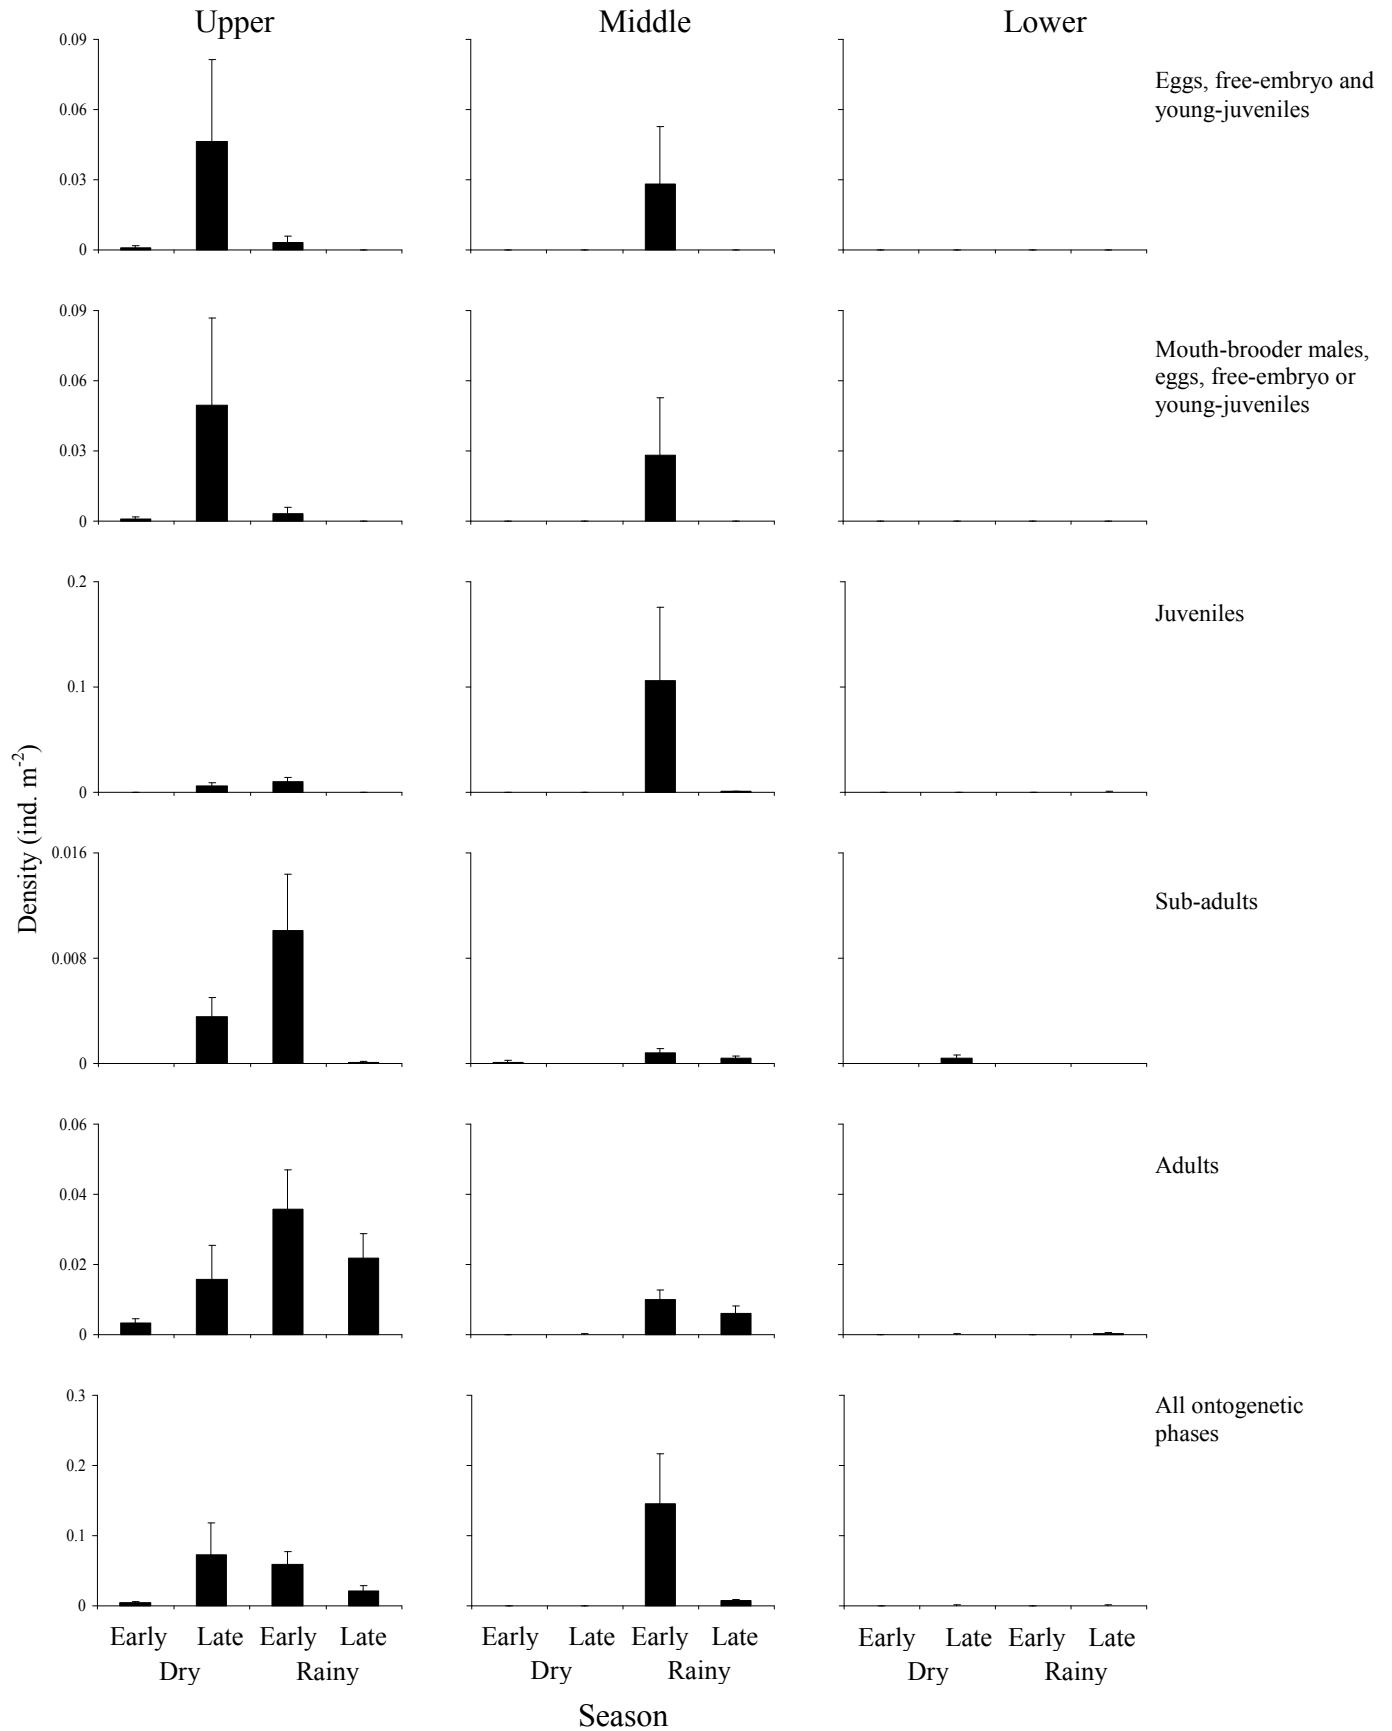 Upper Middle Lower
0.09
0.06
0.03
0
Eggs, free-embryo and
young-juveniles
0.09
0.06
0.03
0
Mouth-brooder males,
eggs, free-embryo or
young-juveniles
0.2
0.1
0
Juveniles
Density (ind. m-2)
0.016
0.008
0
Sub-adults
0.06
0.04
0.02
0
Adults
0.3
0.2
0.1
0
All ontogenetic
phases
Early Late Early Late Early Late Early Late Early Late Early Late
Dry Rainy Dry Rainy Dry Rainy
Season